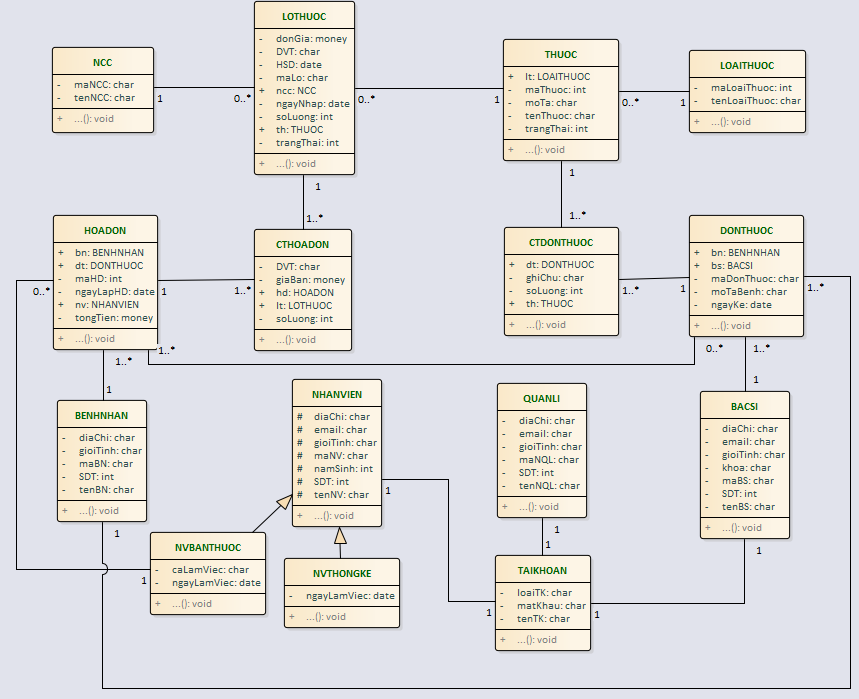 NCC
- maNCC: char
- tenNCC: char
+ ...(): void
1
0..*
LOTHUOC
- donGia: money
- DVT: char
- HSD: date
- maLo: char
+ ncc: NCC
- ngayNhap: date
- soLuong: int
+ th: THUOC
- trangThai: int
+ ...(): void
0..*
1
THUOC
+ lt: LOAITHUOC
- maThuoc: int
- moTa: char
- tenThuoc: char
- trangThai: int
+ ...(): void
0..*
1
LOAITHUOC
- maLoaiThuoc: int
- tenLoaiThuoc: char
+ ...(): void
1
1..*
1
1..*
HOADON
+ bn: BENHNHAN
+ dt: DONTHUOC
- maHD: int
- ngayLapHD: date
+ nv: NHANVIEN
- tongTien: money
+ ...(): void
0..*
1
1..*
CTHOADON
- DVT: char
- giaBan: money
+ hd: HOADON
+ lt: LOTHUOC
- soLuong: int
+ ...(): void
CTDONTHUOC
+ dt: DONTHUOC
- ghiChu: char
- soLuong: int
+ th: THUOC
+ ...(): void
1..*
1
DONTHUOC
+ bn: BENHNHAN
+ bs: BACSI
- maDonThuoc: char
- moTaBenh: char
- ngayKe: date
+ ...(): void
1..*
1..*
1..*
0..*
1..*
1
1
BENHNHAN
- diaChi: char
- gioiTinh: char
- maBN: char
- SDT: int
- tenBN: char
+ ...(): void
1
NHANVIEN
# diaChi: char
# email: char
# gioiTinh: char
# maNV: char
# namSinh: int
# SDT: int
# tenNV: char
+ ...(): void
1
QUANLI
- diaChi: char
- email: char
- gioiTinh: char
- maNQL: char
- SDT: int
- tenNQL: char
+ ...(): void
1
1
BACSI
- diaChi: char
- email: char
- gioiTinh: char
- khoa: char
- maBS: char
- SDT: int
- tenBS: char
+ ...(): void
1
NVBANTHUOC
- caLamViec: char
- ngayLamViec: date
+ ...(): void
1
NVTHONGKE
- ngayLamViec: date
+ ...(): void
TAIKHOAN
- loaiTK: char
- matKhau: char
- tenTK: char
+ ...(): void
1
1